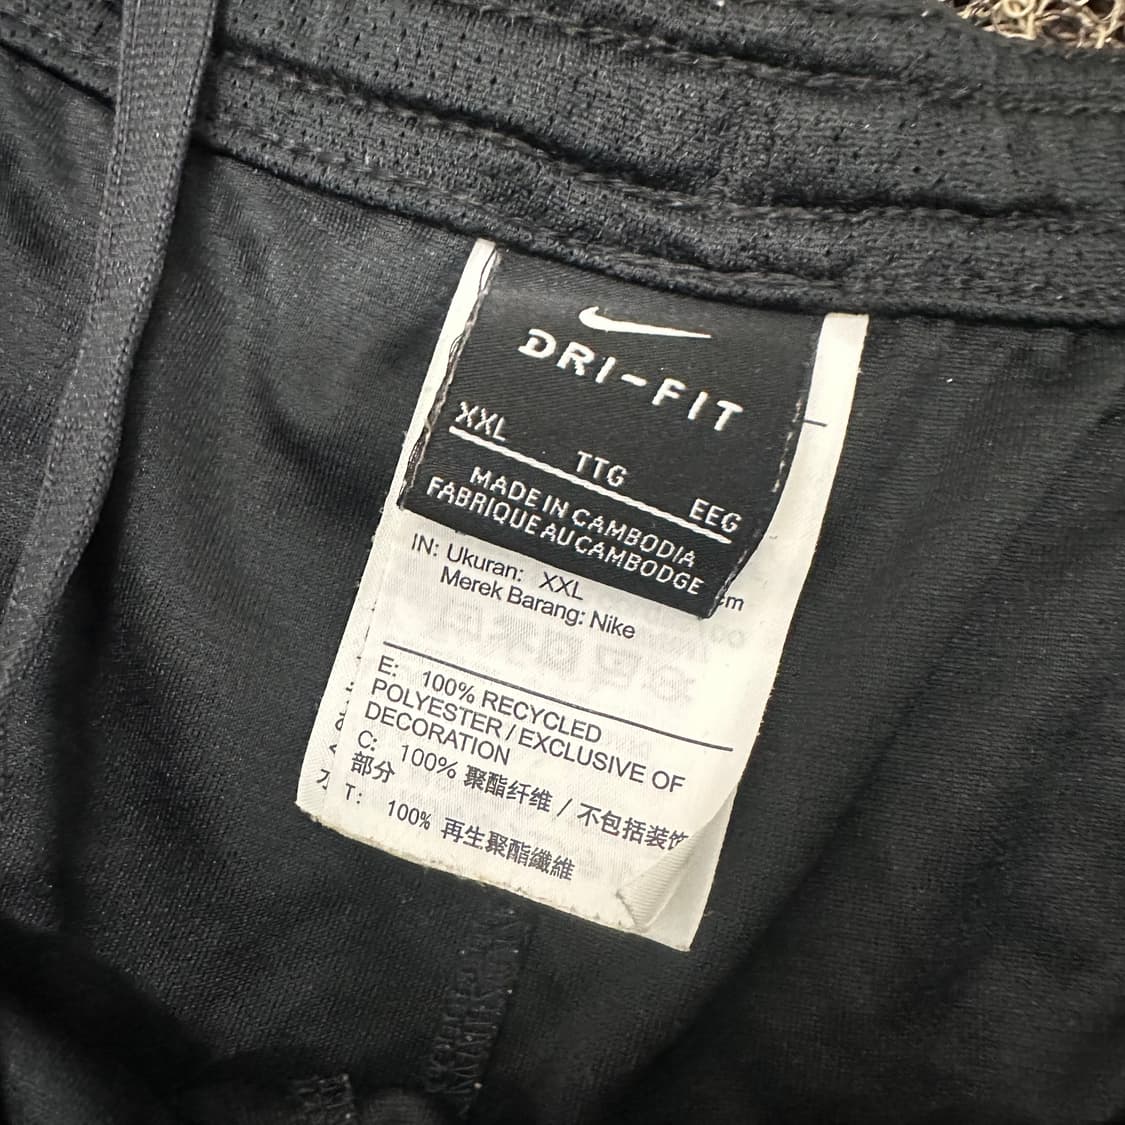 DRI-FIT
XXL TTG EEG
MADE IN CAMBODIA
FABRIQUE AU CAMBODGE
cm
IN: Ukuran: XXL
Merek Barang: Nike
E: 100% RECYCLED
POLYESTER / EXCLUSIVE OF
DECORATION
C: 100% 聚酯纤维 / 不包括装饰
部分
T: 100% 再生聚酯纖維